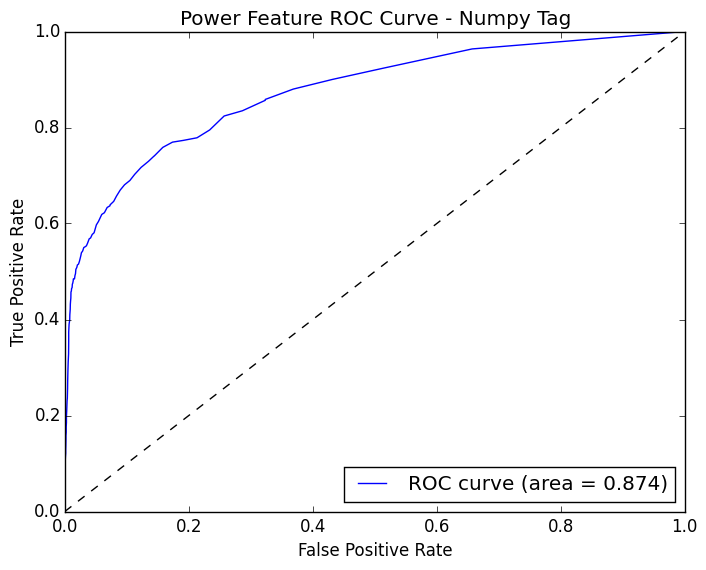 Power Feature ROC Curve - Numpy Tag
1.0
0.8
0.6
0.4
0.2
0.0
True Positive Rate
ROC curve (area = 0.874)
0.0 0.2 0.4 0.6 0.8 1.0
False Positive Rate